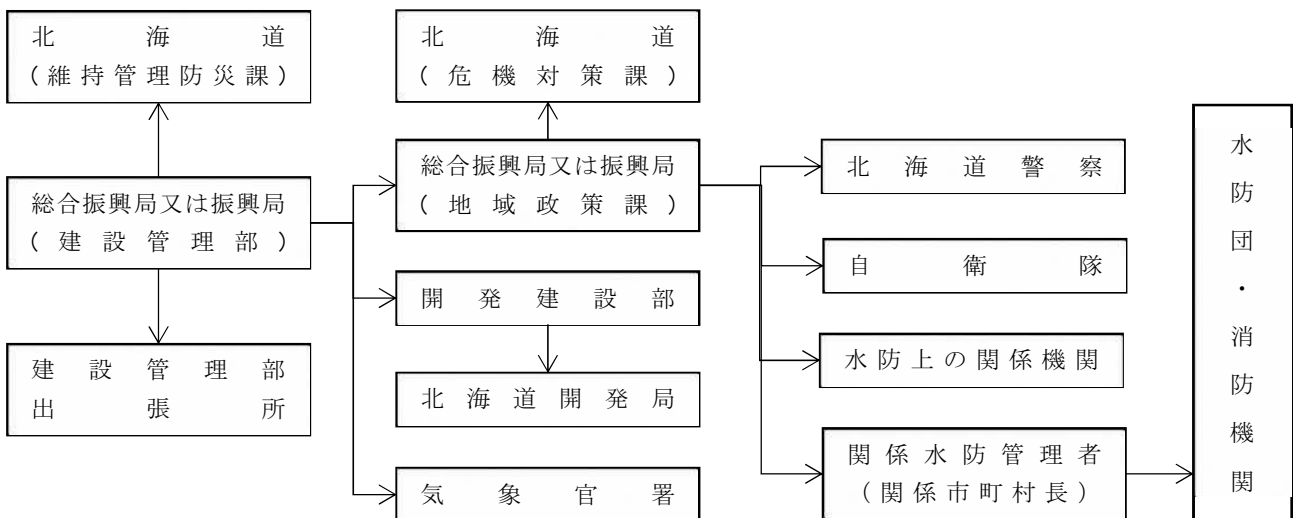 北海道
(維持管理防災課)
総合振興局又は振興局
(建設管理部)
建設管理部
出張所
北海道
(危機対策課)
総合振興局又は振興局
(地域政策課)
開発建設部
北海道開発局
気象官署
北海道警察
自衛隊
水防上の関係機関
関係水防管理者
(関係市町村長)
水防団・消防機関